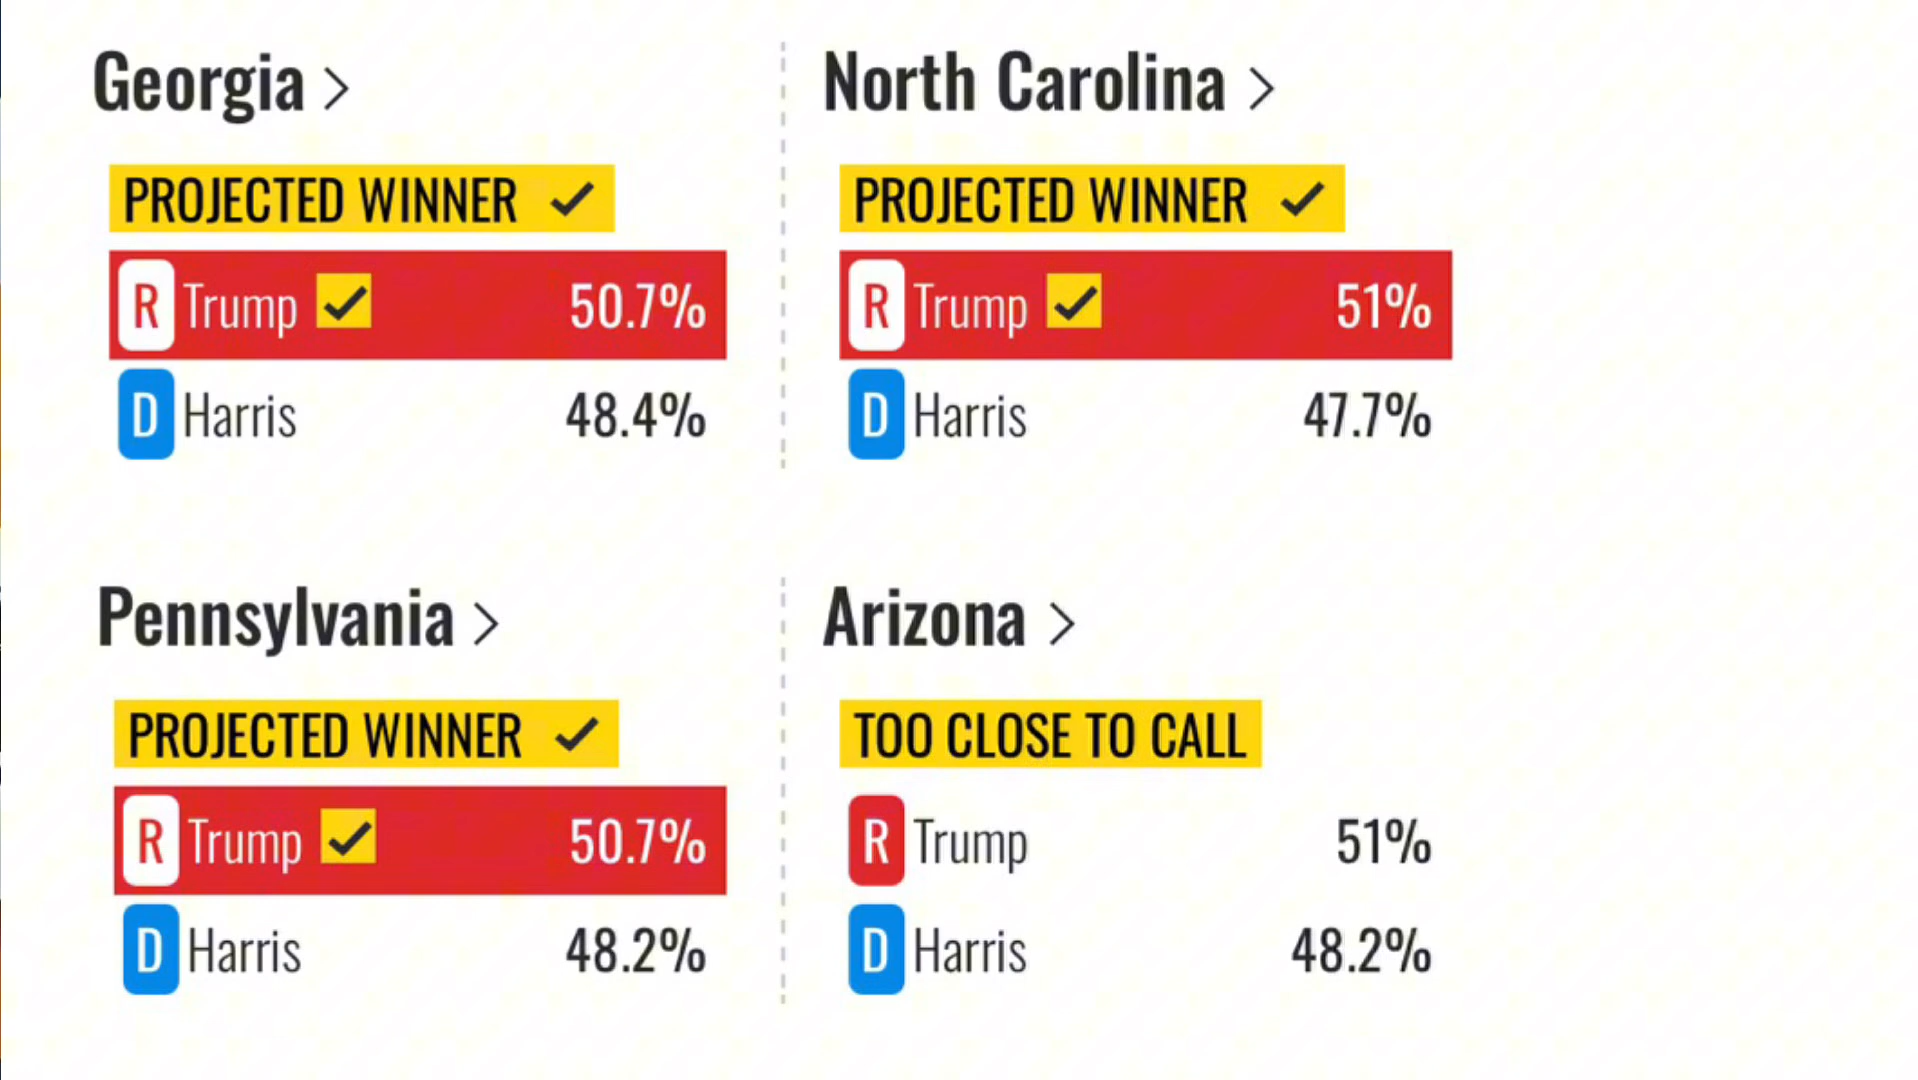 Georgia >
PROJECTED WINNER ✓
R Trump ✓ 50.7%
D Harris 48.4%
North Carolina >
PROJECTED WINNER ✓
R Trump ✓ 51%
D Harris 47.7%
Pennsylvania >
PROJECTED WINNER ✓
R Trump ✓ 50.7%
D Harris 48.2%
Arizona >
TOO CLOSE TO CALL
R Trump 51%
D Harris 48.2%